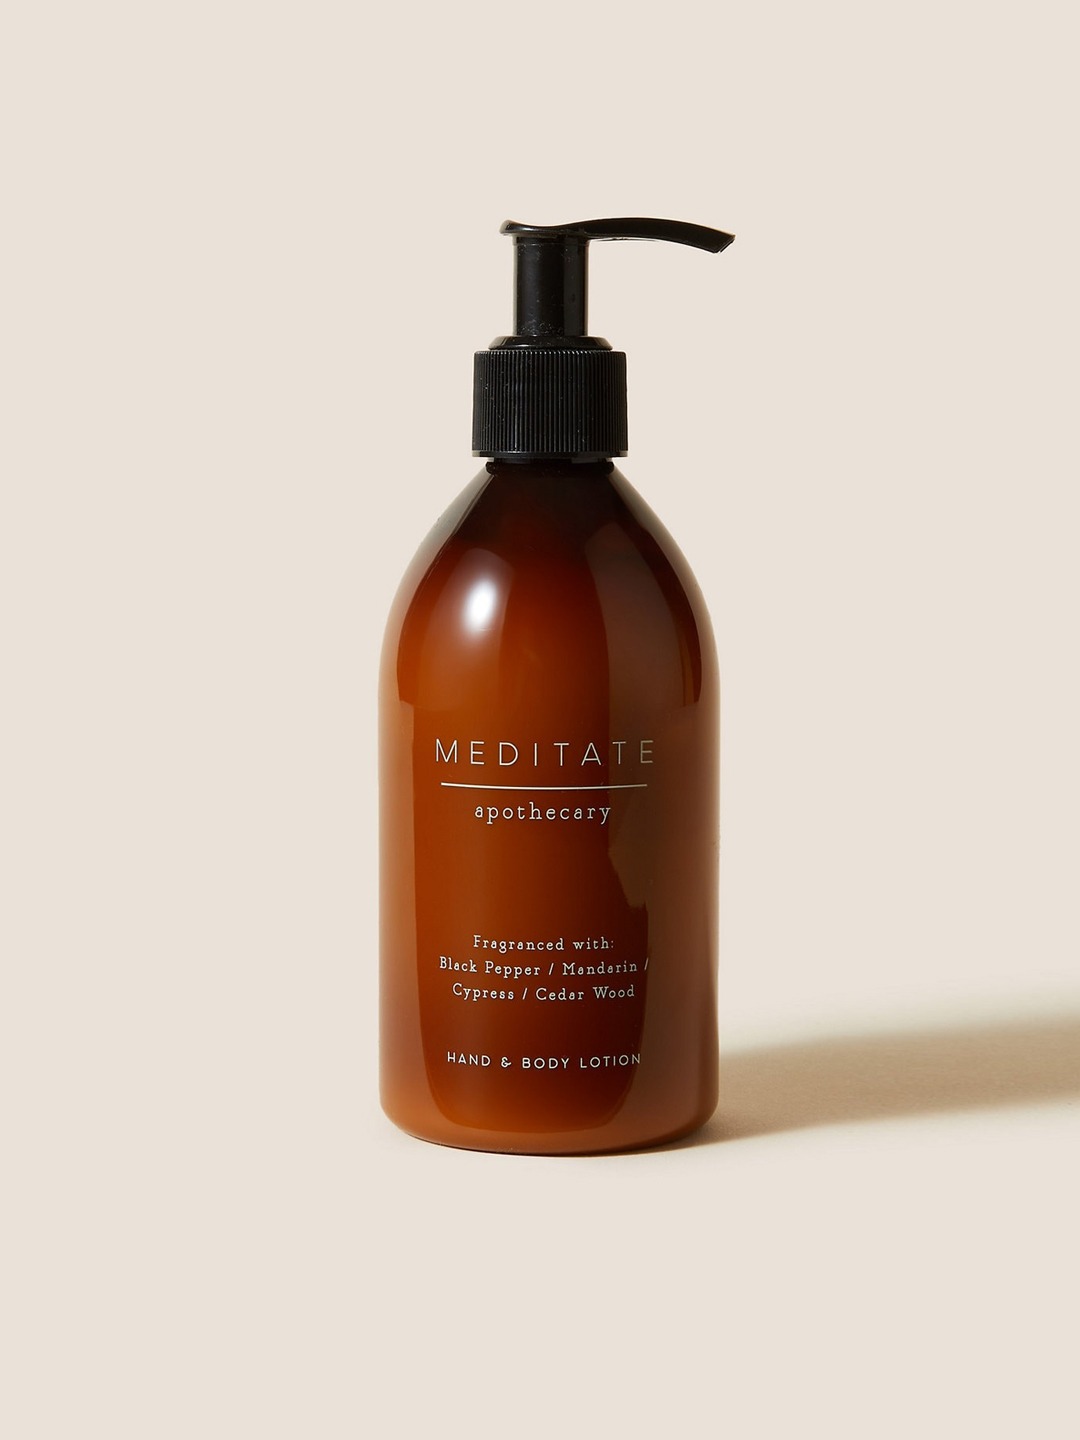 MEDITATE
apothecary
Fragranced with:
Black Pepper / Mandarin /
Cypress / Cedar Wood
HAND & BODY LOTION